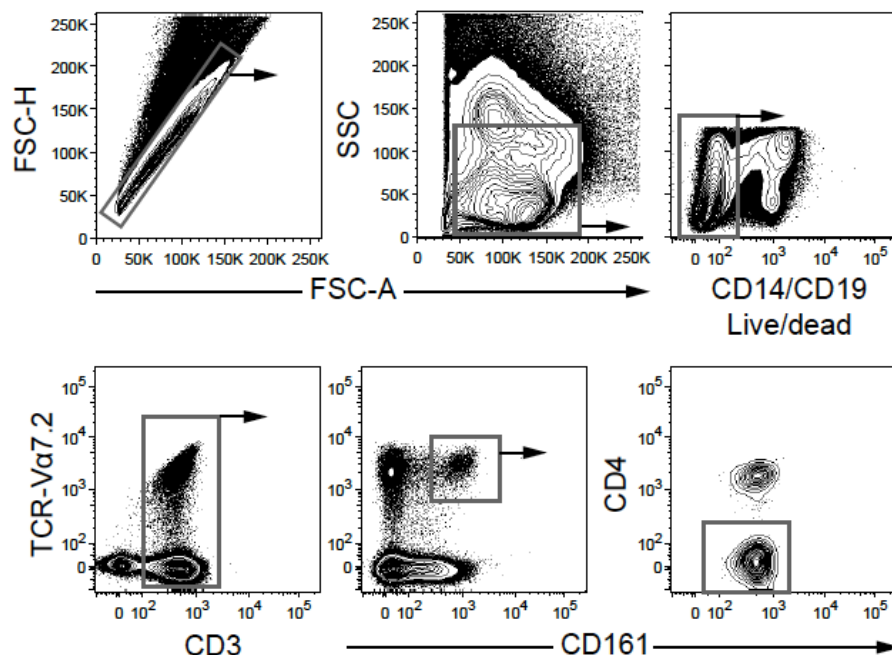 FSC-H
250K
200K
150K
100K
50K
0
0 50K 100K 150K 200K 250K
SSC
250K
200K
150K
100K
50K
0
0 50K 100K 150K 200K 250K
0 10² 10³ 10⁴ 10⁵
FSC-A
CD14/CD19
Live/dead
TCR-Vα7.2
10⁵
10⁴
10³
10²
0
0 10² 10³ 10⁴ 10⁵
10⁵
10⁴
10³
10²
0
0 10² 10³ 10⁴ 10⁵
CD4
10⁵
10⁴
10³
10²
0
0 10² 10³ 10⁴ 10⁵
CD3
CD161